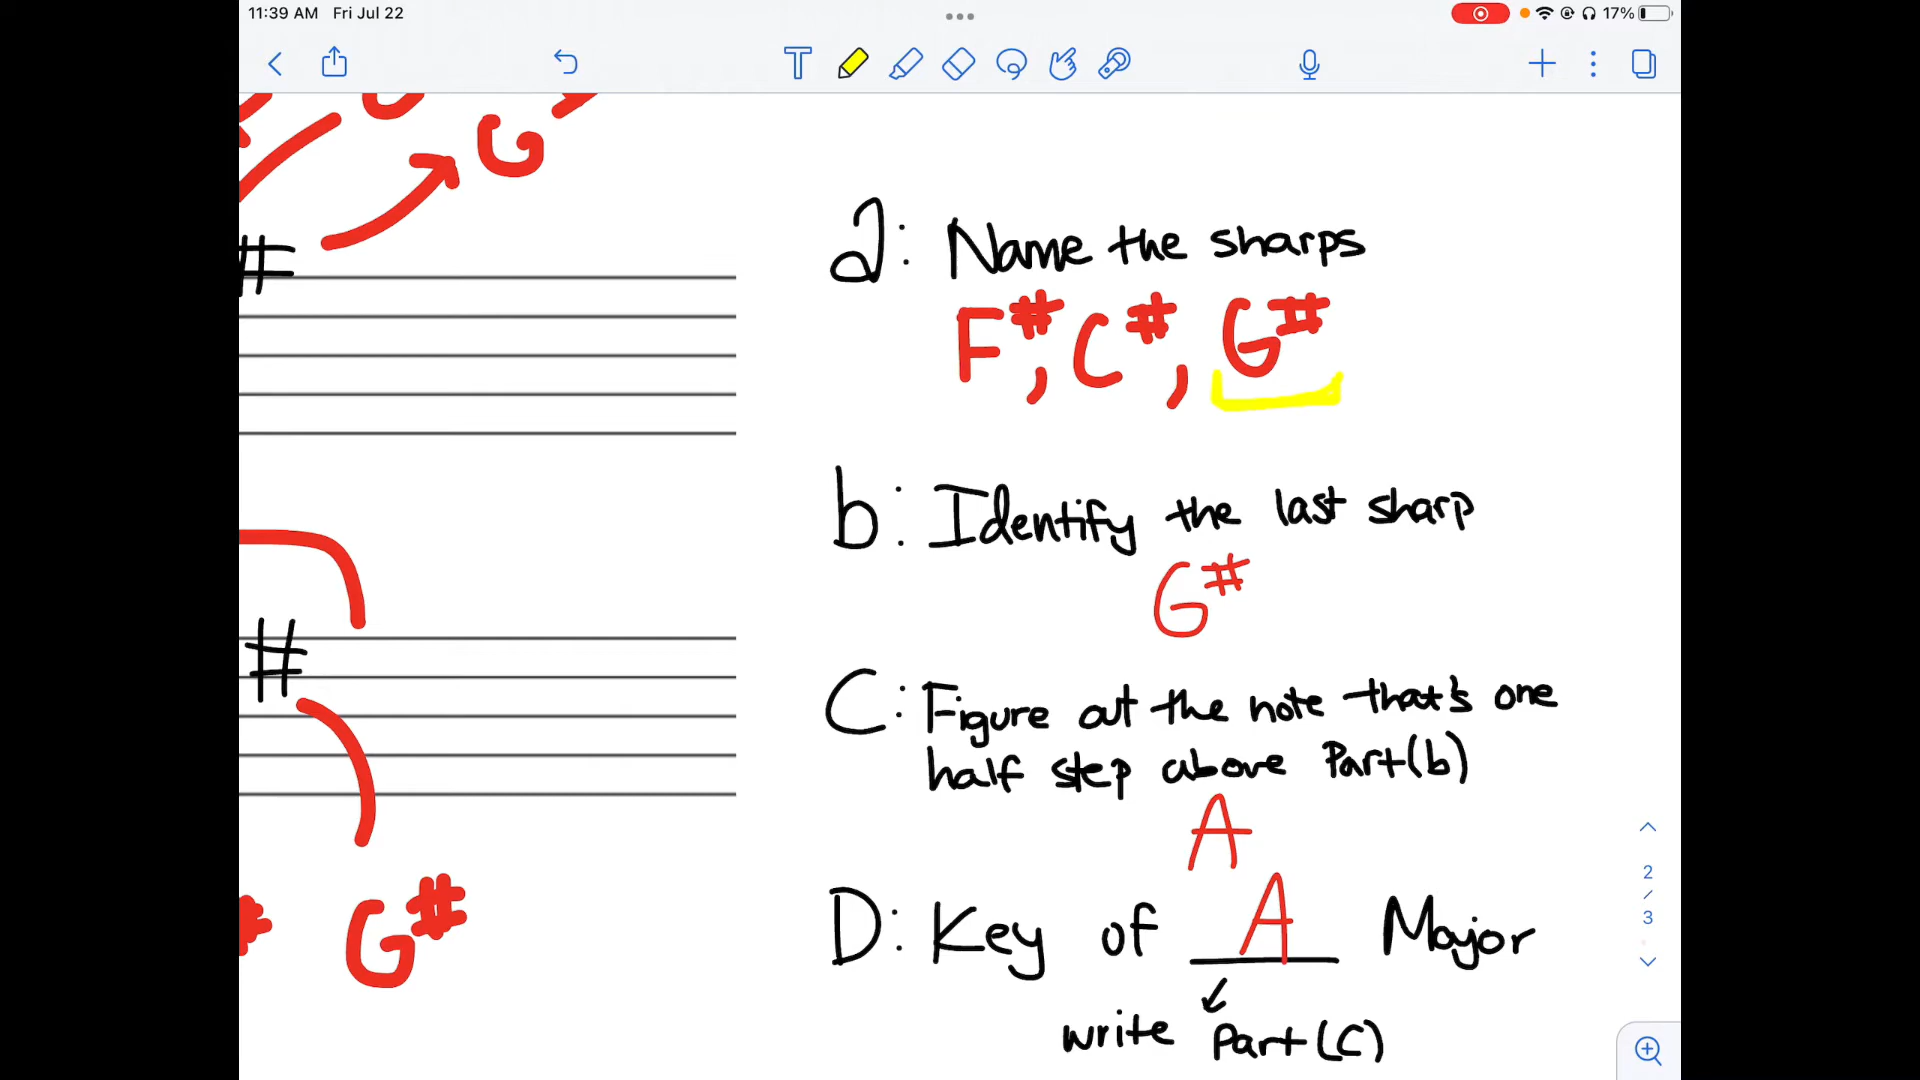 11:39 AM Fri Jul 22
17%
T
G
#
a: Name the sharps
F#, C#, G#
b: Identify the last sharp
G#
#
C: Figure out the note that's one
half step above Part(b)
A
D: Key of A Major
write Part(C)
# G#
2
/
3